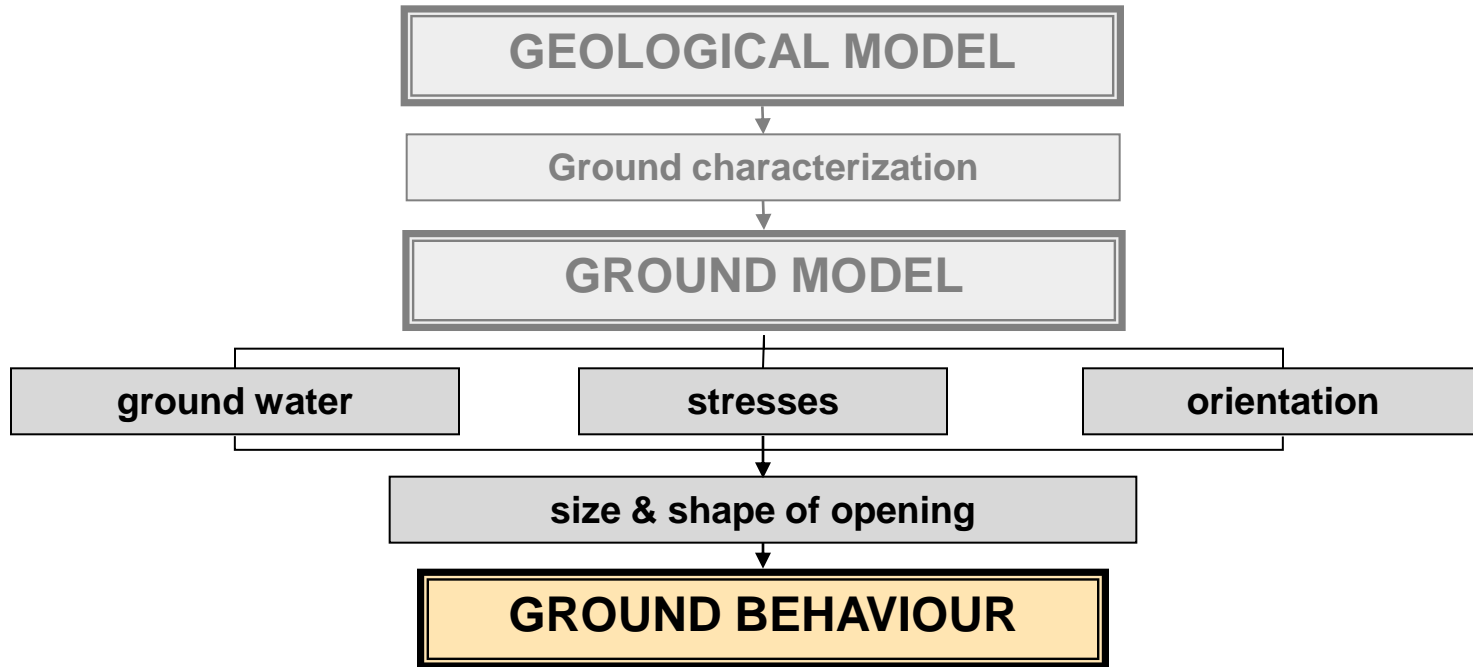 GEOLOGICAL MODEL
Ground characterization
GROUND MODEL
ground water
stresses
orientation
size & shape of opening
GROUND BEHAVIOUR